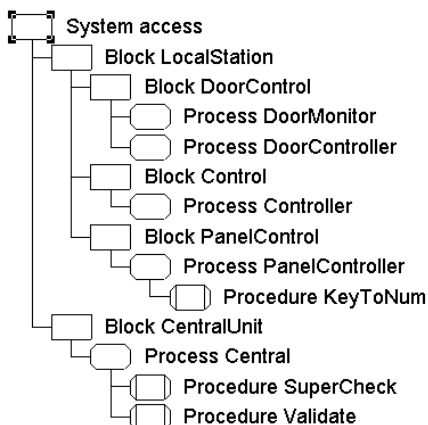 System access
Block LocalStation
Block DoorControl
Process DoorMonitor
Process DoorController
Block Control
Process Controller
Block PanelControl
Process PanelController
Procedure KeyToNum
Block CentralUnit
Process Central
Procedure SuperCheck
Procedure Validate